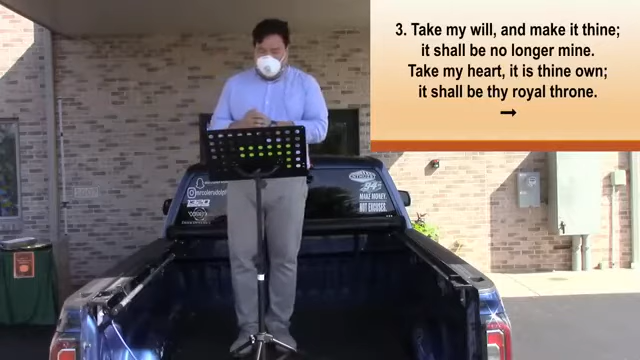 3. Take my will, and make it thine;
it shall be no longer mine.
Take my heart, it is thine own;
it shall be thy royal throne.
→
MAKE MONEY.
NOT EXCUSES.